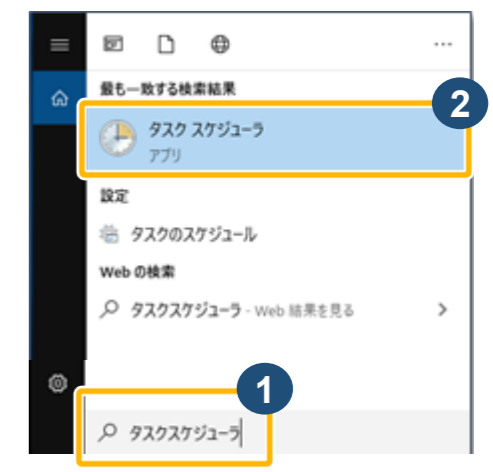 最も一致する検索結果
2
タスク スケジューラ
アプリ
設定
タスクのスケジュール
Web の検索
タスクスケジューラ - Web 結果を見る
1
タスクスケジューラ